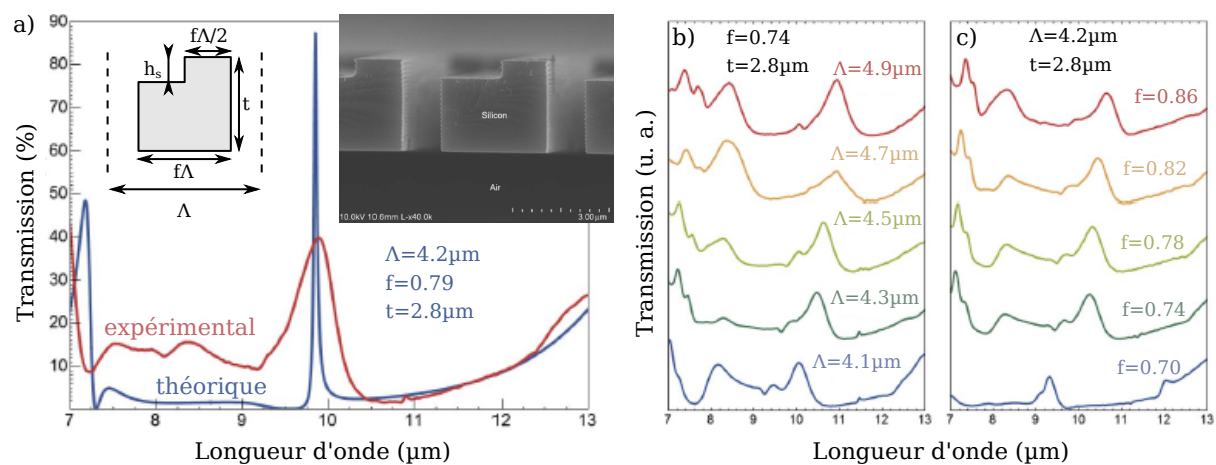 a)
90
80
70
60
50
40
30
20
10
Transmission (%)
fΛ/2
hs
t
fΛ
Λ
Silicon
Air
10.0kV 10.6mm L-x40.0k
3.00µm
Λ=4.2µm
f=0.79
t=2.8µm
expérimental
théorique
7 8 9 10 11 12 13
Longueur d'onde (µm)
b)
f=0.74
t=2.8µm
Λ=4.9µm
Λ=4.7µm
Λ=4.5µm
Λ=4.3µm
Λ=4.1µm
Transmission (u. a.)
7 8 9 10 11 12 13
c)
Λ=4.2µm
t=2.8µm
f=0.86
f=0.82
f=0.78
f=0.74
f=0.70
7 8 9 10 11 12 13
Longueur d'onde (µm)